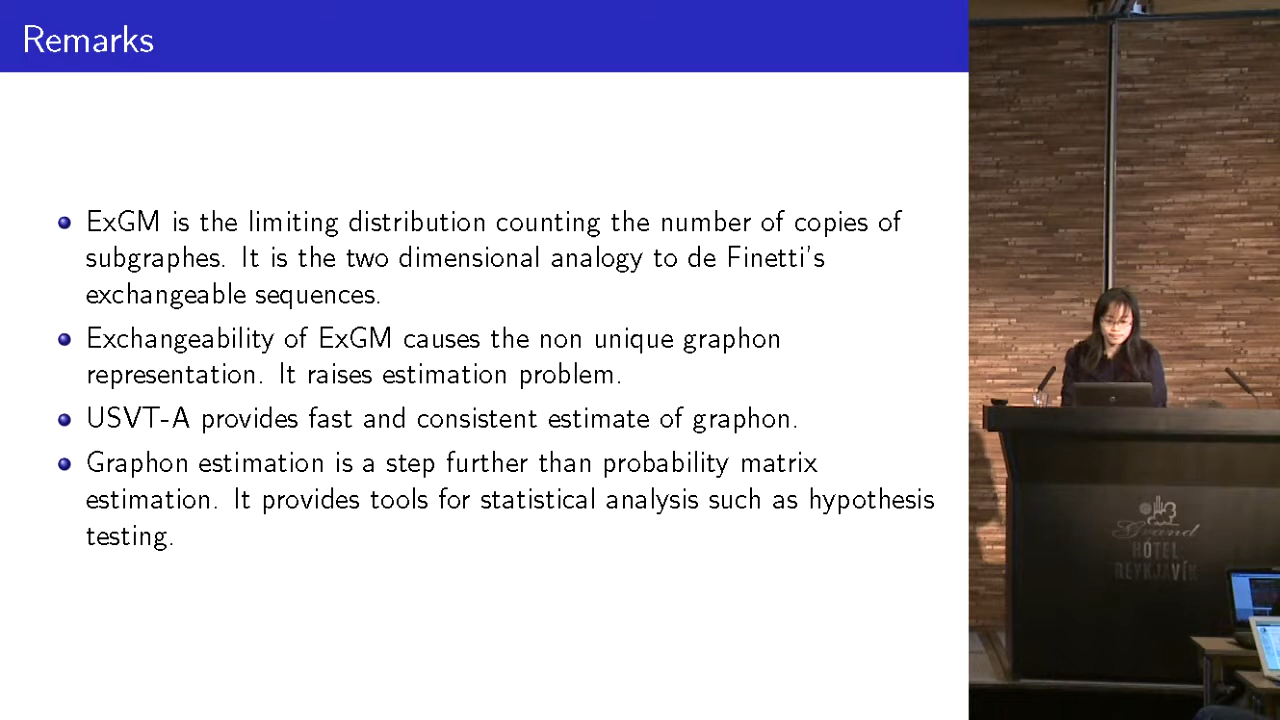 Remarks
ExGM is the limiting distribution counting the number of copies of
subgraphes. It is the two dimensional analogy to de Finetti's
exchangeable sequences.
Exchangeability of ExGM causes the non unique graphon
representation. It raises estimation problem.
USVT-A provides fast and consistent estimate of graphon.
Graphon estimation is a step further than probability matrix
estimation. It provides tools for statistical analysis such as hypothesis
testing.
Grand
HÓTEL
REYKJAVÍK